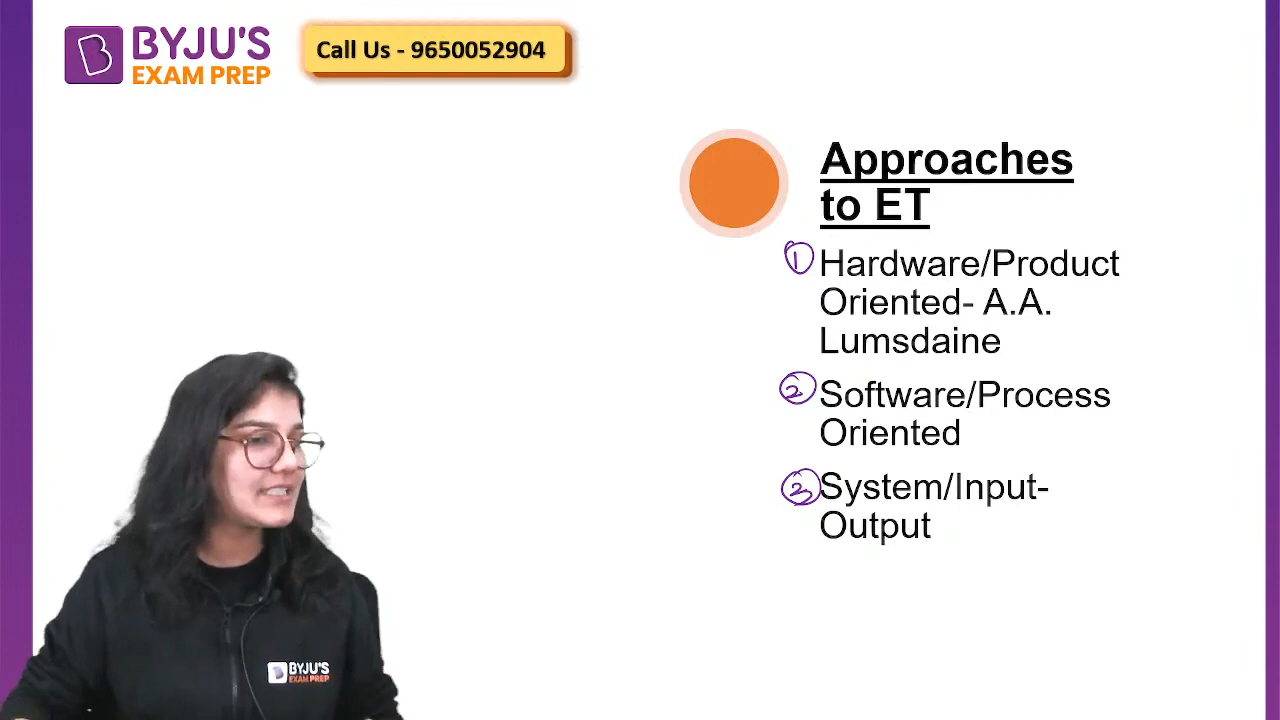 BYJU'S
EXAM PREP
Call Us - 9650052904
Approaches
to ET
1 Hardware/Product
Oriented- A.A.
Lumsdaine
2 Software/Process
Oriented
3 System/Input-
Output
BYJU'S
EXAM PREP